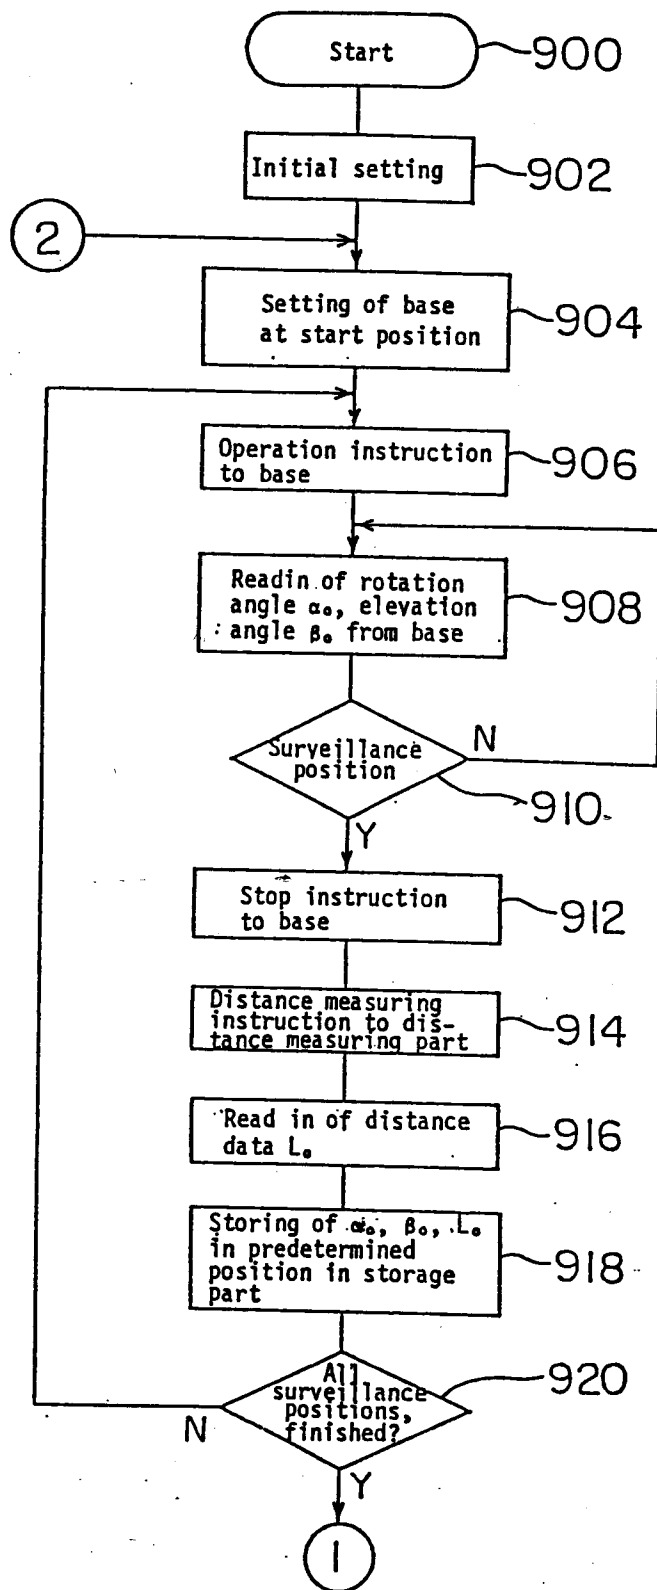 Start
900
Initial setting
902
2
Setting of base
at start position
904
Operation instruction
to base
906
Readin of rotation
angle α₀, elevation
angle β₀ from base
908
Surveillance
position
N
910
Y
Stop instruction
to base
912
Distance measuring
instruction to dis-
tance measuring part
914
Read in of distance
data L₀
916
Storing of α₀, β₀, L₀
in predetermined
position in storage
part
918
All
surveillance
positions,
finished?
920
N
Y
1